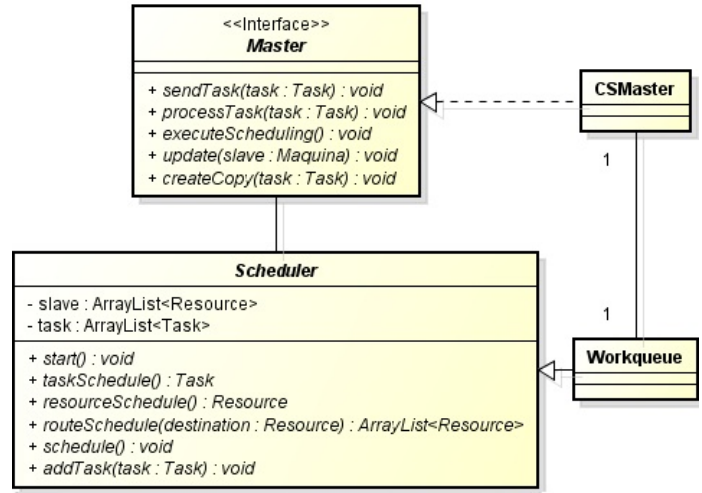 <<Interface>>
Master
+ sendTask(task : Task) : void
+ processTask(task : Task) : void
+ executeScheduling() : void
+ update(slave : Maquina) : void
+ createCopy(task : Task) : void
CSMaster
1
1
Scheduler
- slave : ArrayList<Resource>
- task : ArrayList<Task>
+ start() : void
+ taskSchedule() : Task
+ resourceSchedule() : Resource
+ routeSchedule(destination : Resource) : ArrayList<Resource>
+ schedule() : void
+ addTask(task : Task) : void
Workqueue